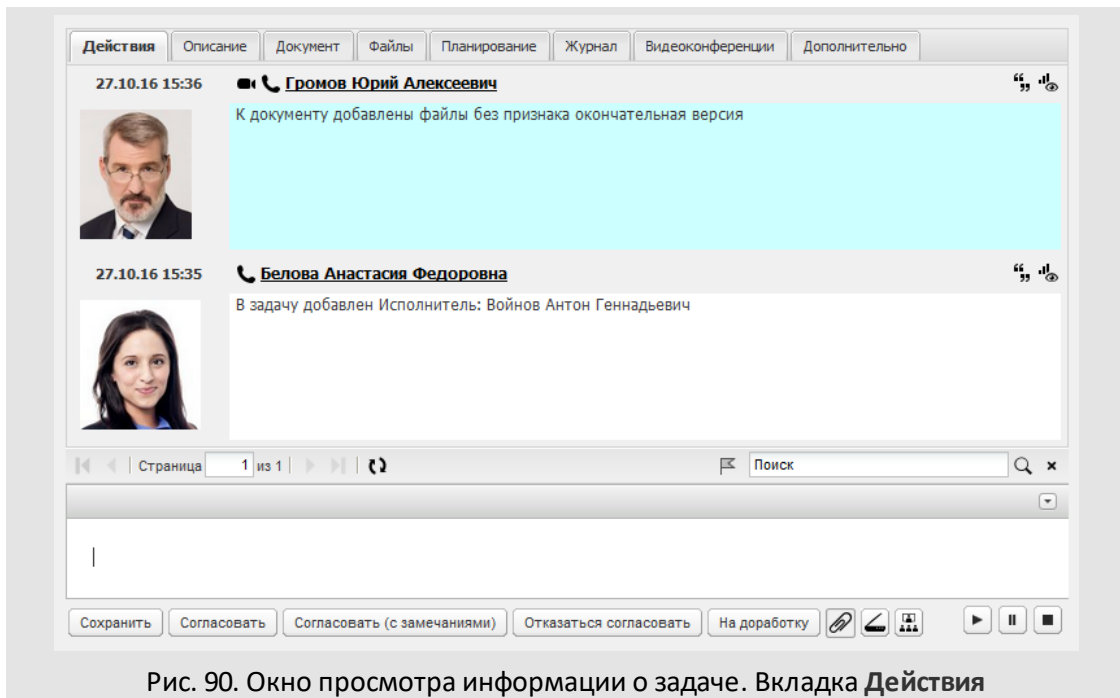 Действия Описание Документ Файлы Планирование Журнал Видеоконференции Дополнительно
27.10.16 15:36 Громов Юрий Алексеевич
К документу добавлены файлы без признака окончательная версия
27.10.16 15:35 Белова Анастасия Федоровна
В задачу добавлен Исполнитель: Войнов Антон Геннадьевич
Страница 1 из 1 Поиск
Сохранить Согласовать Согласовать (с замечаниями) Отказаться согласовать На доработку
Рис. 90. Окно просмотра информации о задаче. Вкладка Действия